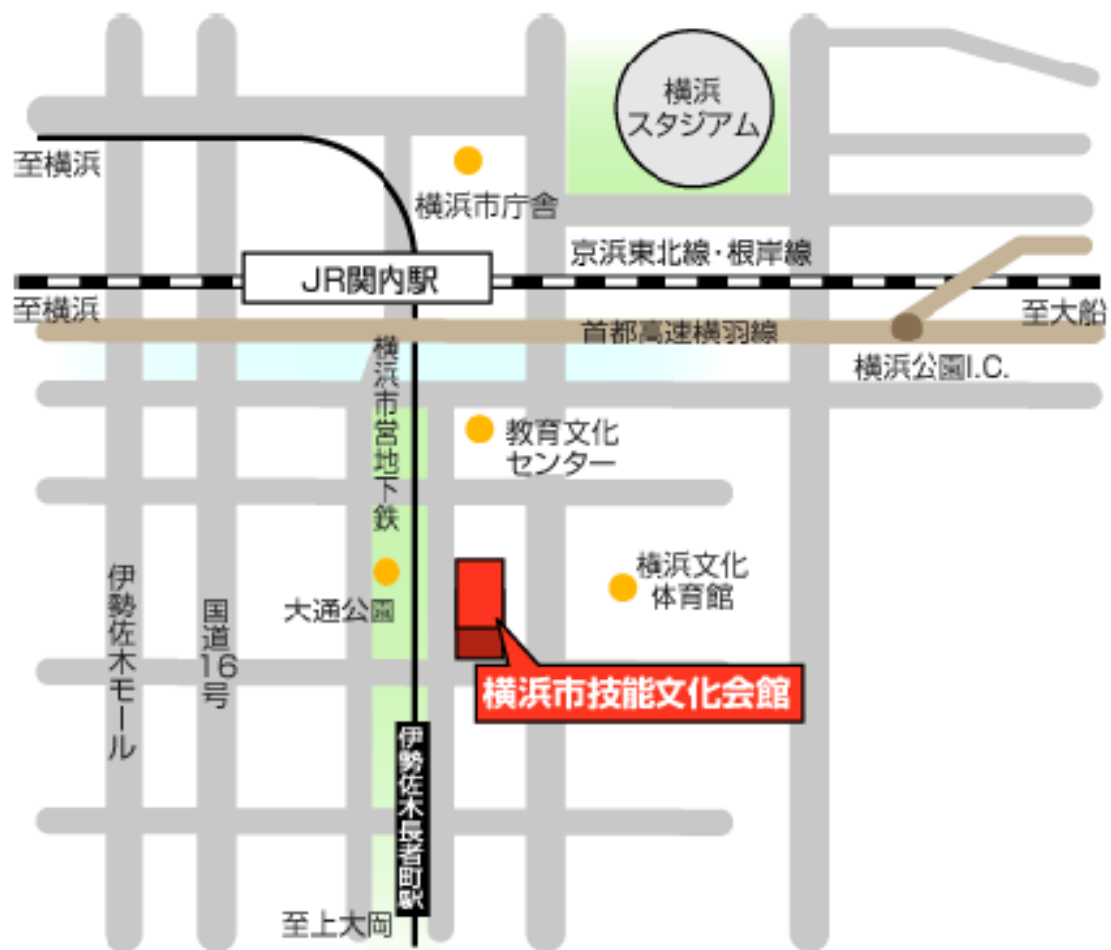 横浜
スタジアム
至横浜
横浜市庁舎
京浜東北線・根岸線
JR関内駅
至横浜
至大船
首都高速横羽線
横浜公園I.C.
横浜市営地下鉄
教育文化
センター
横浜文化
体育館
大通公園
伊勢佐木モール
国道16号
横浜市技能文化会館
伊勢佐木長者町駅
至上大岡